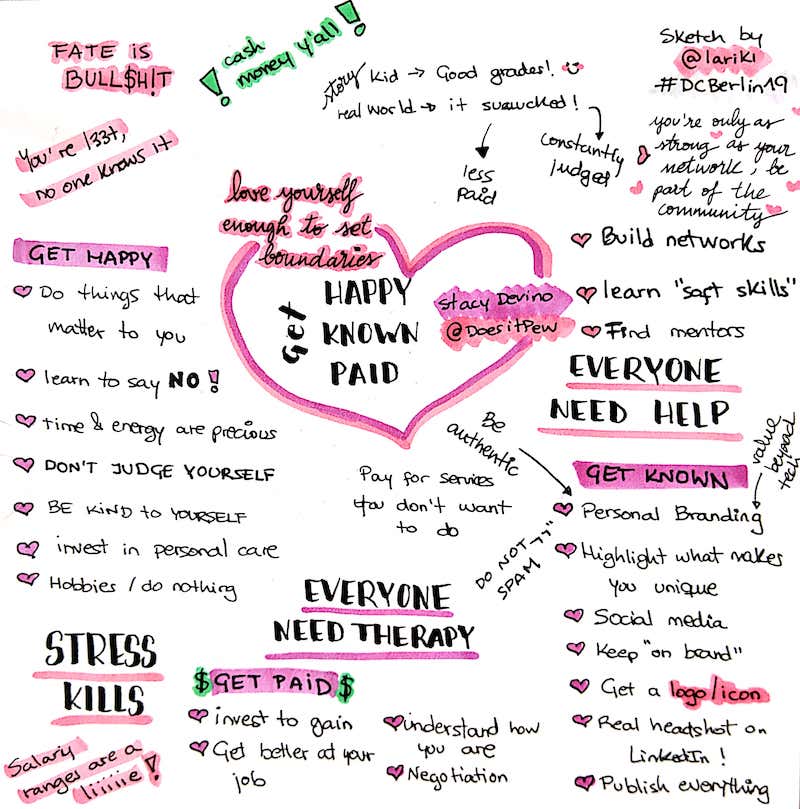 FATE is
BULL$H!T
! cash
money y'all !
You're 133t,
no one knows it
story Kid → Good grades!
real world → it suuucked!
less
paid
constantly
judged
Sketch by
@lariki
#DCBerlin19
you're only as
strong as your
network, be
part of the
community
love yourself
enough to set
boundaries
Get
HAPPY
KNOWN
PAID
Stacy Devino
@DoesitPew
GET HAPPY
Do things that
matter to you
learn to say NO!
time & energy are precious
DON'T JUDGE YOURSELF
BE KIND TO YOURSELF
invest in personal care
Hobbies / do nothing
Build networks
learn "soft skills"
Find mentors
EVERYONE
NEED HELP
Be
authentic
value
beyond
tech
Pay for services
you don't want
to do
GET KNOWN
Personal Branding
Highlight what makes
you unique
DO NOT
SPAM
Social media
Keep "on brand"
Get a logo/icon
Real headshot on
LinkedIn!
Publish everything
EVERYONE
NEED THERAPY
STRESS
KILLS
Salary
ranges are a
liiiiie!
$GET PAiD$
invest to gain
Get better at your
job
understand how
you are
Negotiation